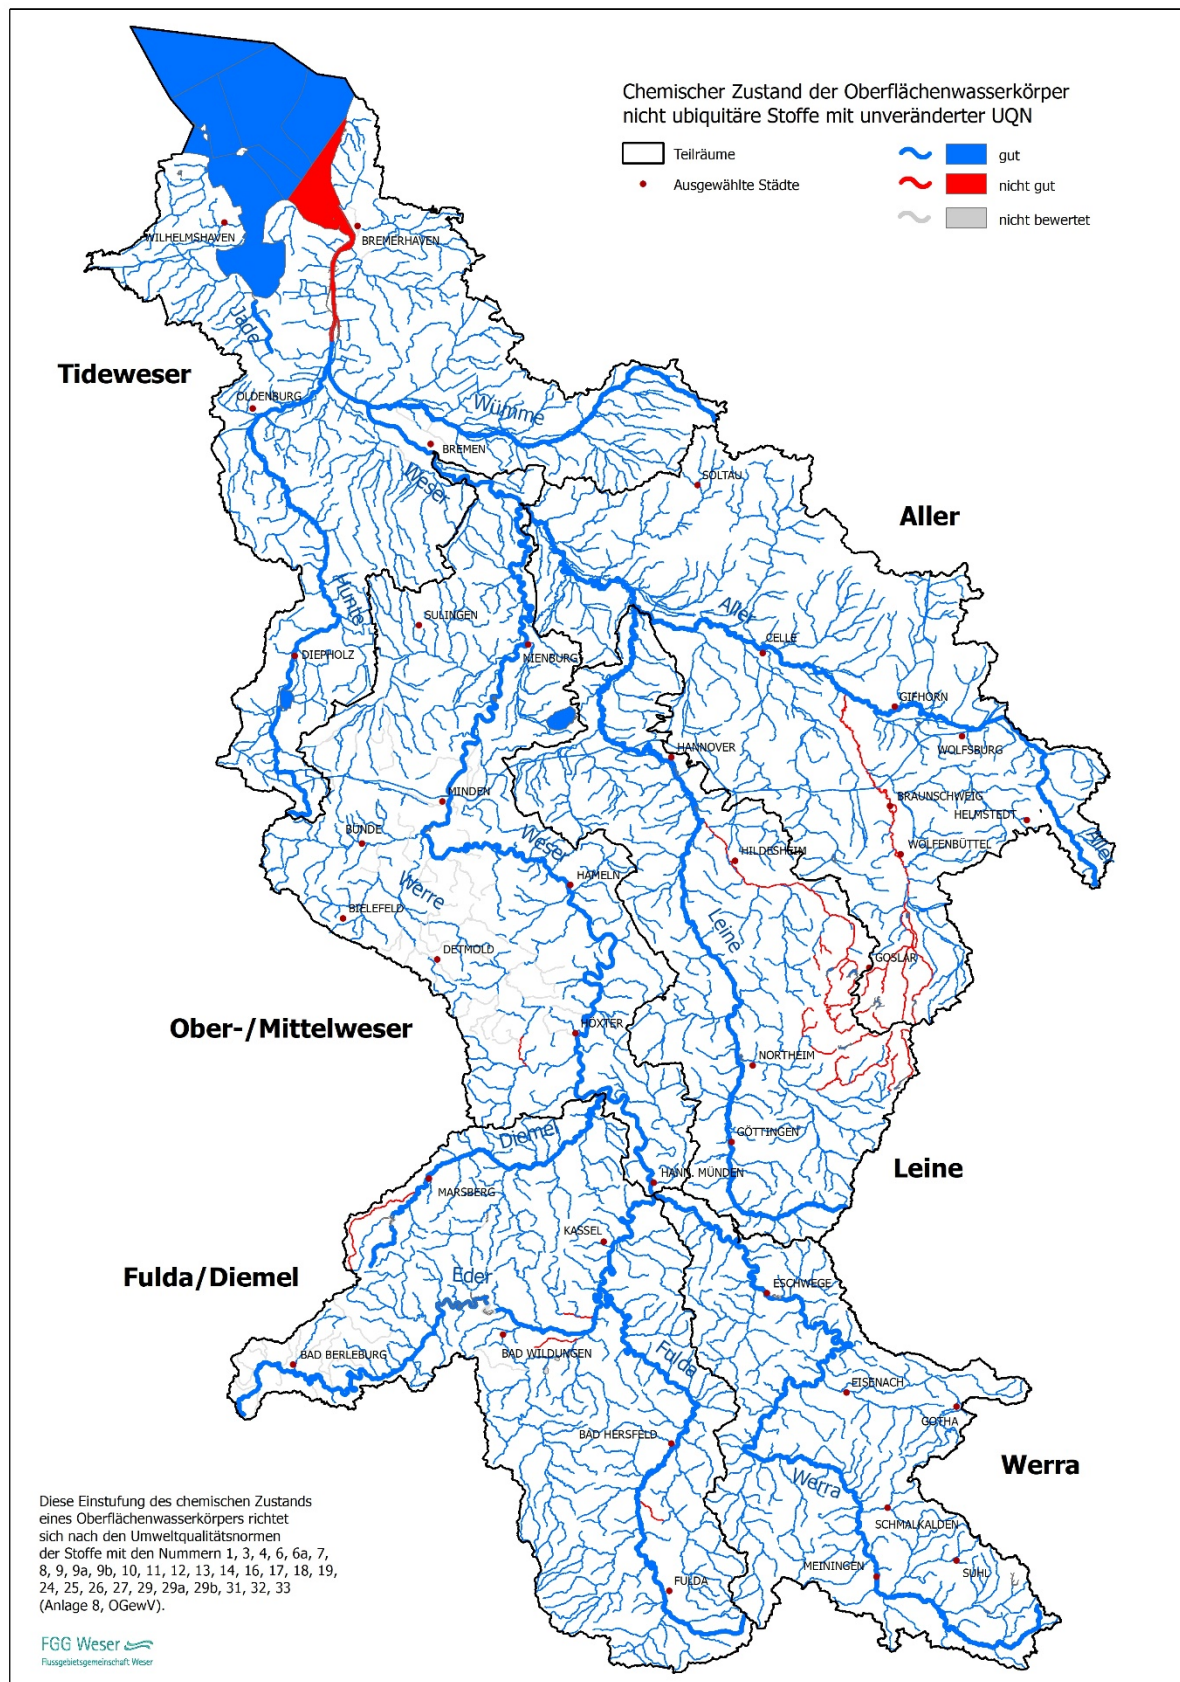 Chemischer Zustand der Oberflächenwasserkörper
nicht ubiquitäre Stoffe mit unveränderter UQN
Teilräume
Ausgewählte Städte
gut
nicht gut
nicht bewertet
WILHELMSHAVEN
BREMERHAVEN
Jade
Tideweser
OLDENBURG
Wümme
BREMEN
Weser
SOLTAU
Aller
Hunte
SULINGEN
Aller
CELLE
DIEPHOLZ
NIENBURG
GIFHORN
WOLFSBURG
HANNOVER
MINDEN
BRAUNSCHWEIG
HELMSTEDT
BÜNDE
Weser
WOLFENBÜTTEL
HILDESHEIM
Aller
Werre
HAMELN
BIELEFELD
Leine
DETMOLD
GOSLAR
Ober-/Mittelweser
HÖXTER
NORTHEIM
Diemel
GÖTTINGEN
Leine
HANN. MÜNDEN
MARSBERG
KASSEL
Fulda/Diemel
Eder
ESCHWEGE
BAD WILDUNGEN
BAD BERLEBURG
Fulda
EISENACH
GOTHA
BAD HERSFELD
Werra
Werra
SCHMALKALDEN
MEININGEN
SUHL
FULDA
Diese Einstufung des chemischen Zustands
eines Oberflächenwasserkörpers richtet
sich nach den Umweltqualitätsnormen
der Stoffe mit den Nummern 1, 3, 4, 6, 6a, 7,
8, 9, 9a, 9b, 10, 11, 12, 13, 14, 16, 17, 18, 19,
24, 25, 26, 27, 29, 29a, 29b, 31, 32, 33
(Anlage 8, OGewV).
FGG Weser
Flussgebietsgemeinschaft Weser